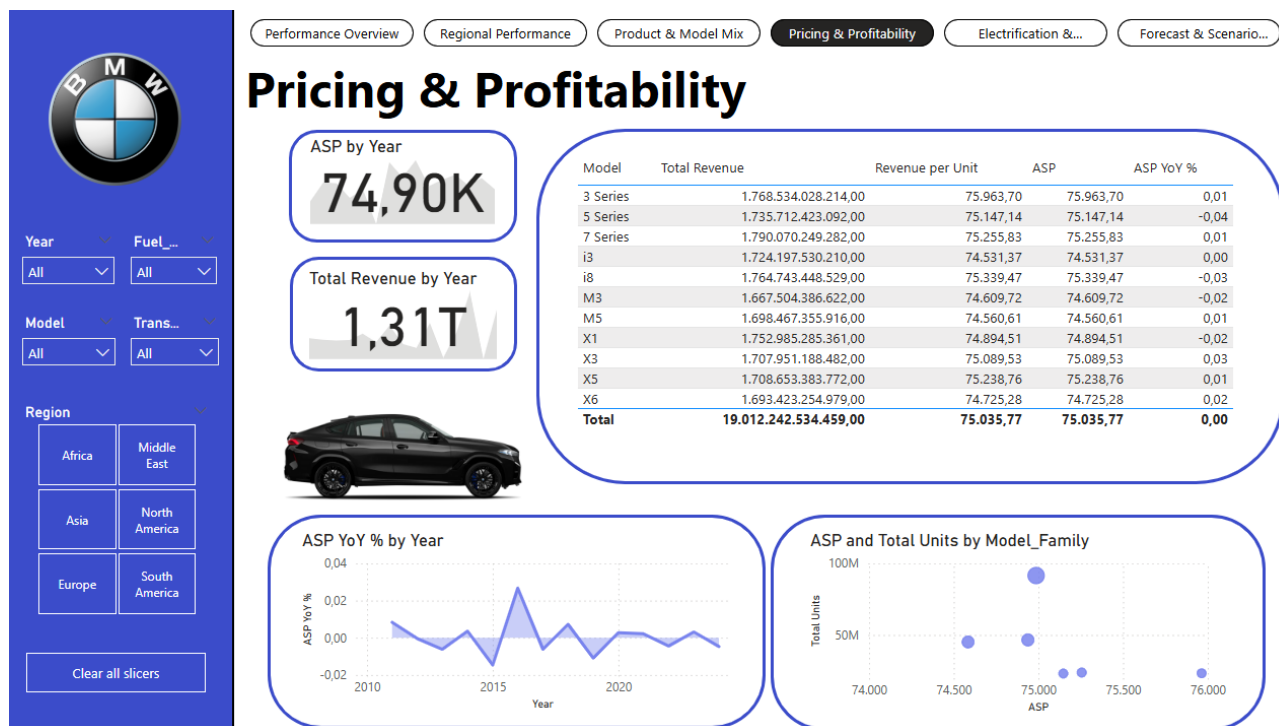 BMW
Performance Overview
Regional Performance
Product & Model Mix
Pricing & Profitability
Electrification &...
Forecast & Scenario...
Pricing & Profitability
Year
Fuel_...
All
All
Model
Trans...
All
All
Region
Africa
Middle
East
Asia
North
America
Europe
South
America
Clear all slicers
ASP by Year
74,90K
Total Revenue by Year
1,31T
Model Total Revenue Revenue per Unit ASP ASP YoY %
3 Series 1.768.534.028.214,00 75.963,70 75.963,70 0,01
5 Series 1.735.712.423.092,00 75.147,14 75.147,14 -0,04
7 Series 1.790.070.249.282,00 75.255,83 75.255,83 0,01
i3 1.724.197.530.210,00 74.531,37 74.531,37 0,00
i8 1.764.743.448.529,00 75.339,47 75.339,47 -0,03
M3 1.667.504.386.622,00 74.609,72 74.609,72 -0,02
M5 1.698.467.355.916,00 74.560,61 74.560,61 0,01
X1 1.752.985.285.361,00 74.894,51 74.894,51 -0,02
X3 1.707.951.188.482,00 75.089,53 75.089,53 0,03
X5 1.708.653.383.772,00 75.238,76 75.238,76 0,01
X6 1.693.423.254.979,00 74.725,28 74.725,28 0,02
Total 19.012.242.534.459,00 75.035,77 75.035,77 0,00
ASP YoY % by Year
ASP YoY %
0,04
0,02
0,00
-0,02
2010
2015
2020
Year
ASP and Total Units by Model_Family
Total Units
100M
50M
74.000
74.500
75.000
75.500
76.000
ASP